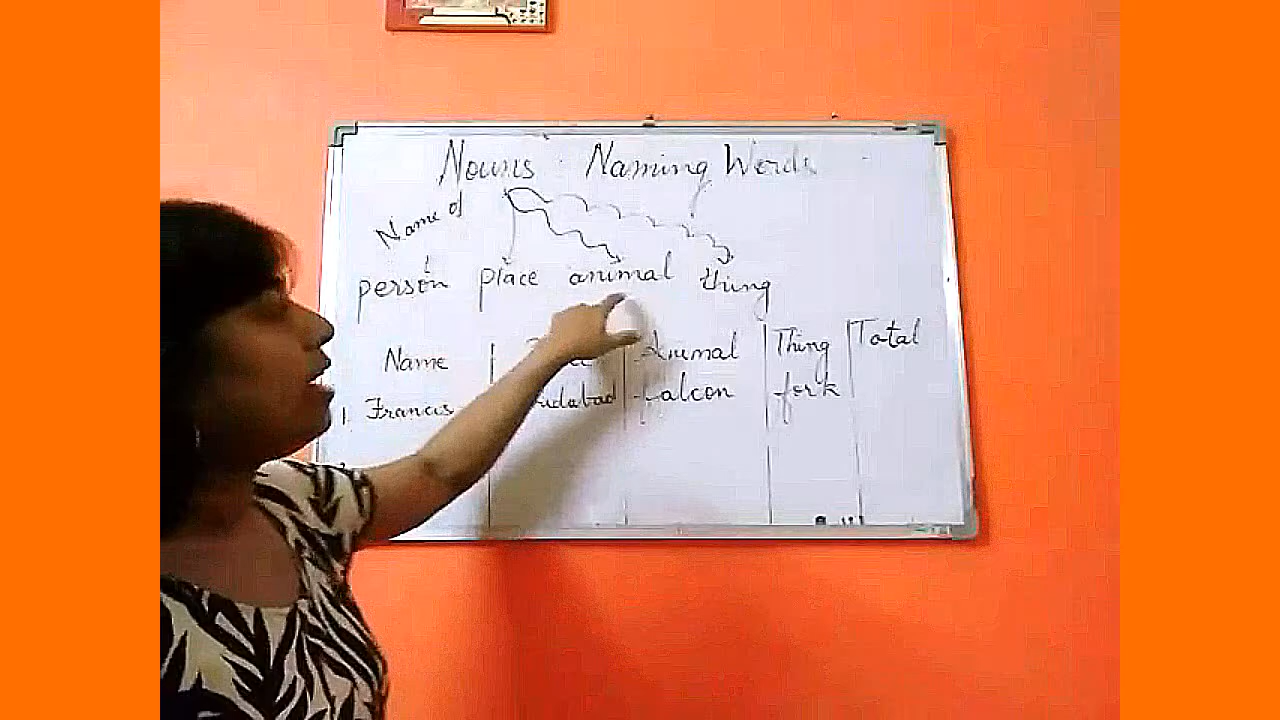 Nouns : Naming Words
Name of
person place animal thing
Name Animal Thing Total
1. Francis Falcon fork